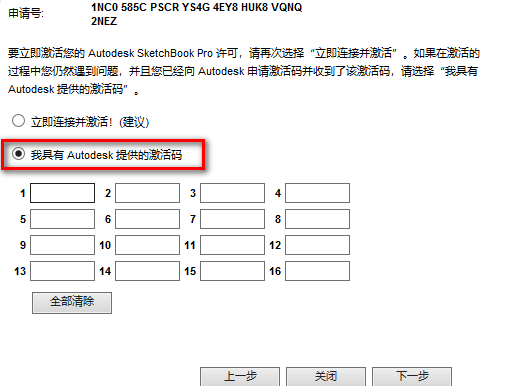 申请号:
1NC0 585C PSCR YS4G 4EY8 HUK8 VQNQ
2NEZ
要立即激活您的 Autodesk SketchBook Pro 许可，请再次选择“立即连接并激活”。如果在激活的
过程中您仍然遇到问题，并且您已经向 Autodesk 申请激活码并收到了该激活码，请选择“我具有
Autodesk 提供的激活码”。
立即连接并激活! (建议)
我具有 Autodesk 提供的激活码
1 2 3 4
5 6 7 8
9 10 11 12
13 14 15 16
全部清除
上一步 关闭 下一步